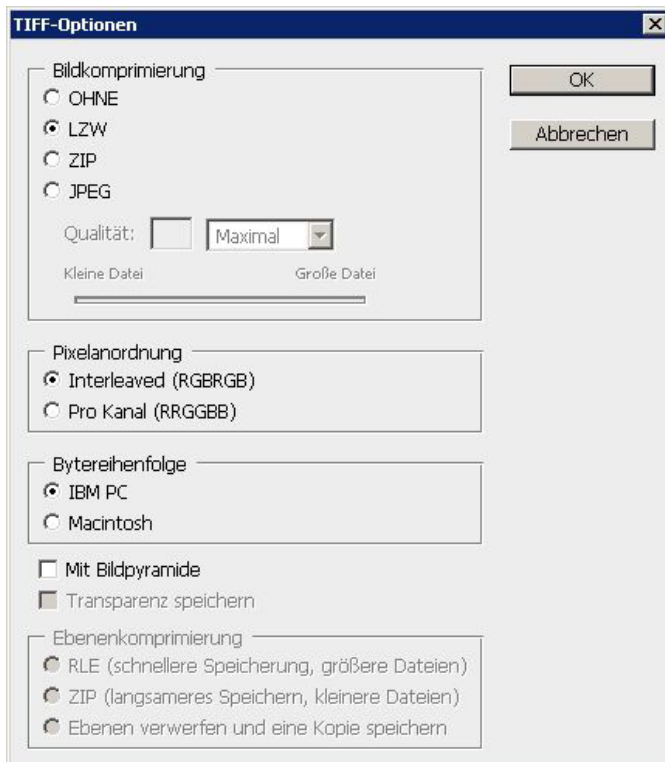 TIFF-Optionen
Bildkomprimierung
OHNE
LZW
ZIP
JPEG
Qualität: Maximal
Kleine Datei Große Datei
OK
Abbrechen
Pixelanordnung
Interleaved (RGBRGB)
Pro Kanal (RRGGBB)
Bytereihenfolge
IBM PC
Macintosh
Mit Bildpyramide
Transparenz speichern
Ebenenkomprimierung
RLE (schnellere Speicherung, größere Dateien)
ZIP (langsameres Speichern, kleinere Dateien)
Ebenen verwerfen und eine Kopie speichern